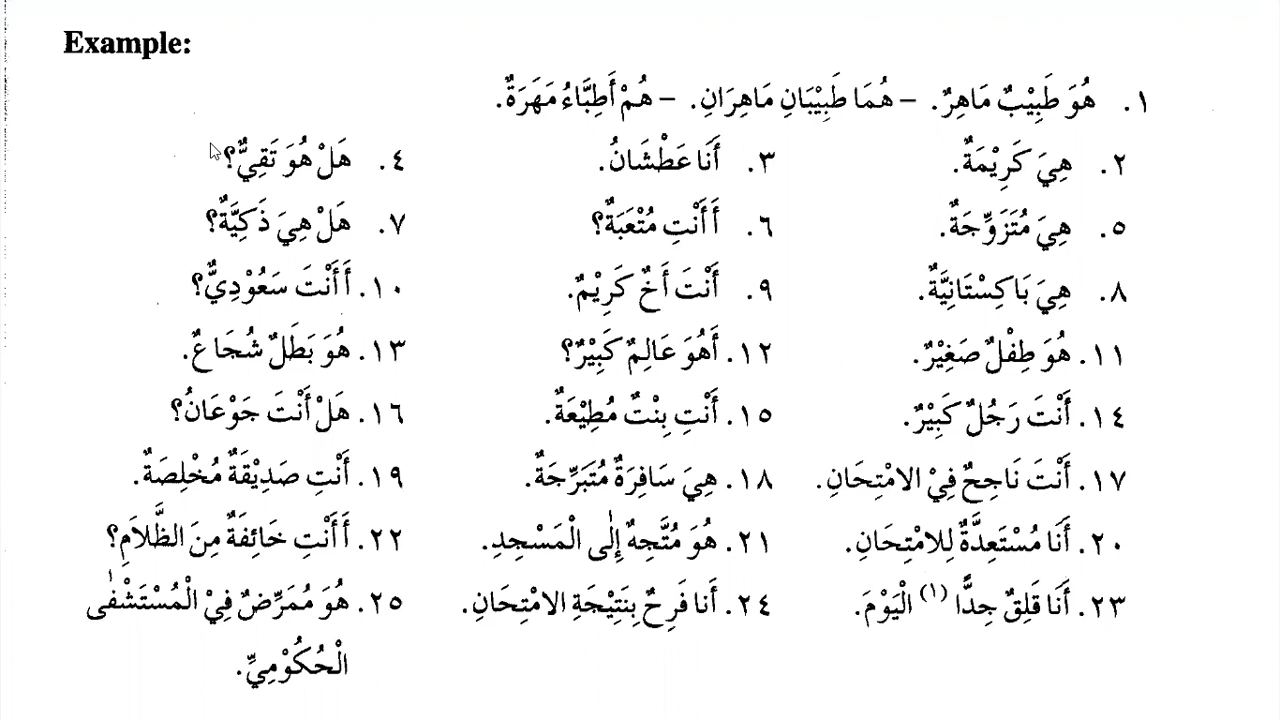 Example:
١. هُوَ طَبِيْبٌ مَاهِرٌ. – هُمَا طَبِيْبَانِ مَاهِرَانِ. – هُمْ أَطِبَّاءُ مَهَرَةٌ.
٢. هِيَ كَرِيْمَةٌ. ٣. أَنَا عَطْشَانُ. ٤. هَلْ هُوَ تَقِيٌّ؟
٥. هِيَ مُتَزَوِّجَةٌ. ٦. أَ أَنْتِ مُتْعَبَةٌ؟ ٧. هَلْ هِيَ ذَكِيَّةٌ؟
٨. هِيَ بَاكِسْتَانِيَّةٌ. ٩. أَنْتَ أَخٌ كَرِيْمٌ. ١٠. أَ أَنْتَ سَعُوْدِيٌّ؟
١١. هُوَ طِفْلٌ صَغِيْرٌ. ١٢. أَهُوَ عَالِمٌ كَبِيْرٌ؟ ١٣. هُوَ بَطَلٌ شُجَاعٌ.
١٤. أَنْتَ رَجُلٌ كَبِيْرٌ. ١٥. أَنْتِ بِنْتٌ مُطِيْعَةٌ. ١٦. هَلْ أَنْتَ جَوْعَانُ؟
١٧. أَنْتَ نَاجِحٌ فِيْ الامْتِحَانِ. ١٨. هِيَ سَافِرَةٌ مُتَبَرِّجَةٌ. ١٩. أَنْتِ صَدِيْقَةٌ مُخْلِصَةٌ.
٢٠. أَنَا مُسْتَعِدَّةٌ لِلامْتِحَانِ. ٢١. هُوَ مُتَّجِهٌ إِلٰى الْمَسْجِدِ. ٢٢. أَ أَنْتِ خَائِفَةٌ مِنَ الظَّلاَمِ؟
٢٣. أَنَا قَلِقٌ جِدًّا (١) الْيَوْمَ. ٢٤. أَنا فَرِحٌ بِنَتِيْجَةِ الامْتِحَانِ. ٢٥. هُوَ مُمَرِّضٌ فِيْ الْمُسْتَشْفٰى
الْحُكُوْمِيِّ.